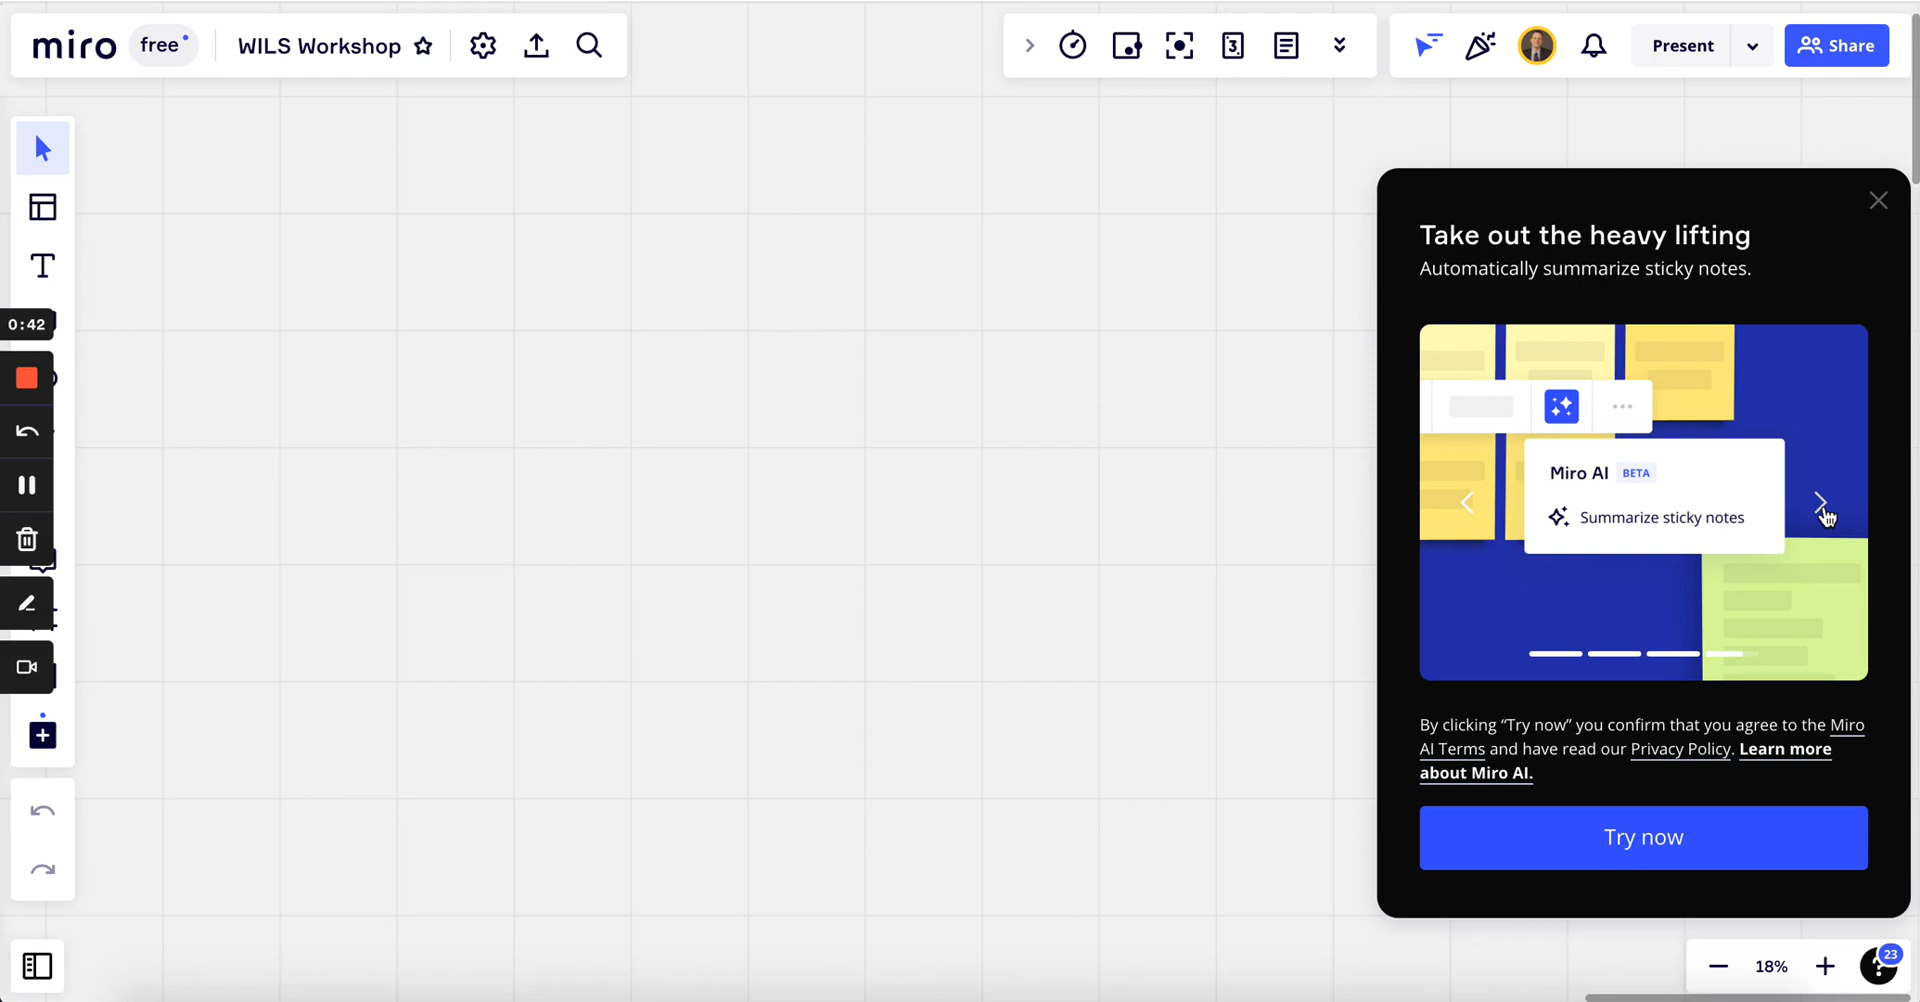 miro free WILS Workshop
3
Present
Share
0:42
Take out the heavy lifting
Automatically summarize sticky notes.
Miro AI BETA
Summarize sticky notes
By clicking “Try now” you confirm that you agree to the Miro
AI Terms and have read our Privacy Policy. Learn more
about Miro AI.
Try now
18%
23
?